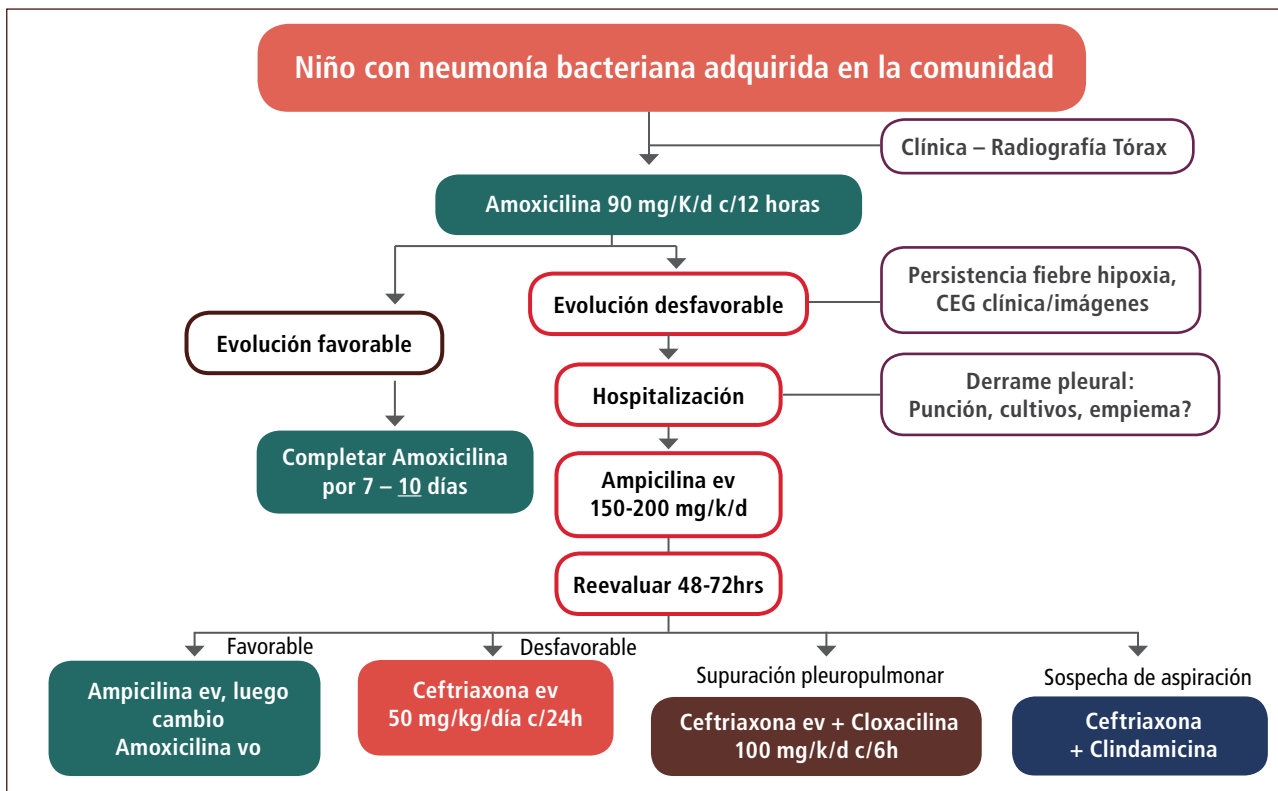 Niño con neumonía bacteriana adquirida en la comunidad
Clínica – Radiografía Tórax
Amoxicilina 90 mg/K/d c/12 horas
Persistencia fiebre hipoxia,
CEG clínica/imágenes
Evolución desfavorable
Evolución favorable
Hospitalización
Derrame pleural:
Punción, cultivos, empiema?
Completar Amoxicilina
por 7 – 10 días
Ampicilina ev
150-200 mg/k/d
Reevaluar 48-72hrs
Favorable
Desfavorable
Supuración pleuropulmonar
Sospecha de aspiración
Ampicilina ev, luego
cambio
Amoxicilina vo
Ceftriaxona ev
50 mg/kg/día c/24h
Ceftriaxona ev + Cloxacilina
100 mg/k/d c/6h
Ceftriaxona
+ Clindamicina